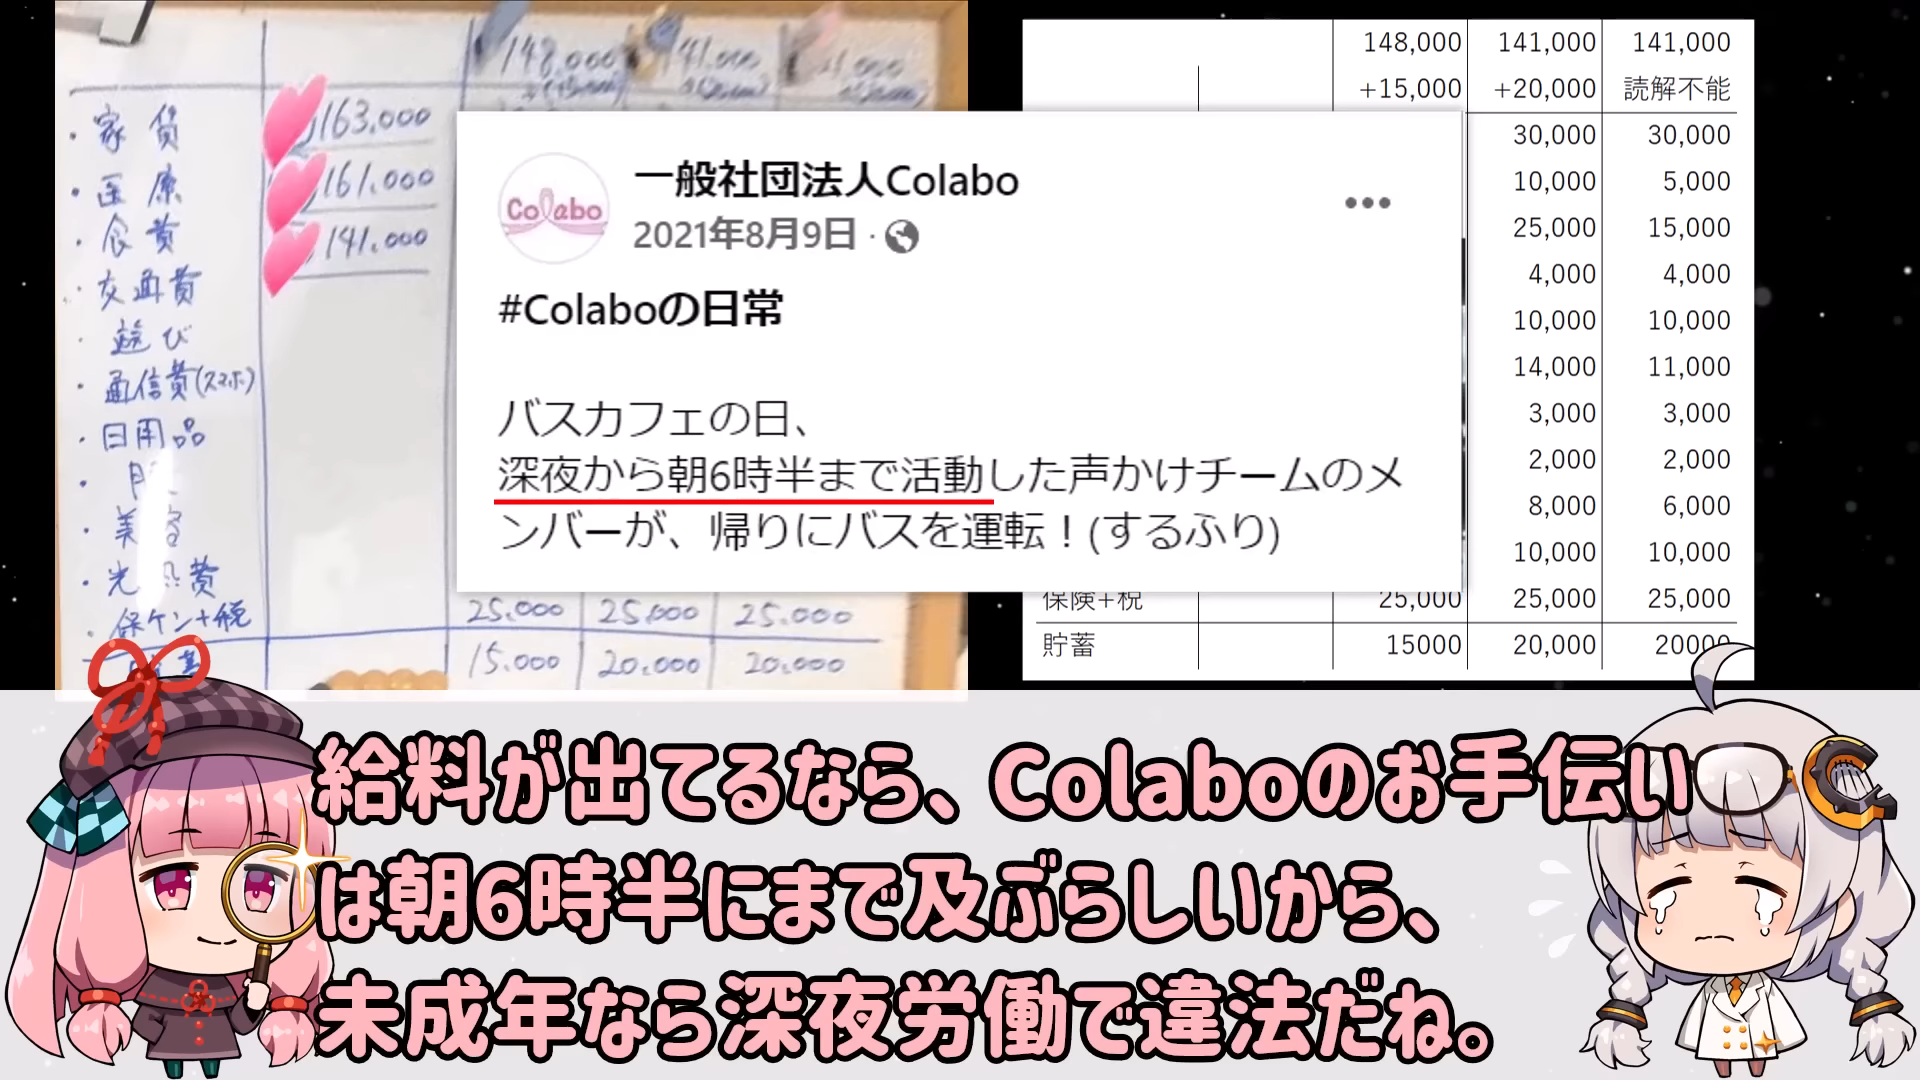 148,000 41,000 1,000
・家賃 163,000
・医療 161,000
・食費 141,000
・交通費
・遊び
・通信費(スマホ)
・日用品
・美容
・光熱費
・保ケン+税 25,000 25,000 25,000
15,000 20,000 20,000
Colabo
一般社団法人Colabo
2021年8月9日
#Colaboの日常
バスカフェの日、
深夜から朝6時半まで活動した声かけチームのメ
ンバーが、帰りにバスを運転!(するふり)
148,000 141,000 141,000
+15,000 +20,000 読解不能
30,000 30,000
10,000 5,000
25,000 15,000
4,000 4,000
10,000 10,000
14,000 11,000
3,000 3,000
2,000 2,000
8,000 6,000
10,000 10,000
保険+税 25,000 25,000 25,000
貯蓄 15000 20,000 20000
給料が出てるなら、Colaboのお手伝い
は朝6時半にまで及ぶらしいから、
未成年なら深夜労働で違法だね。